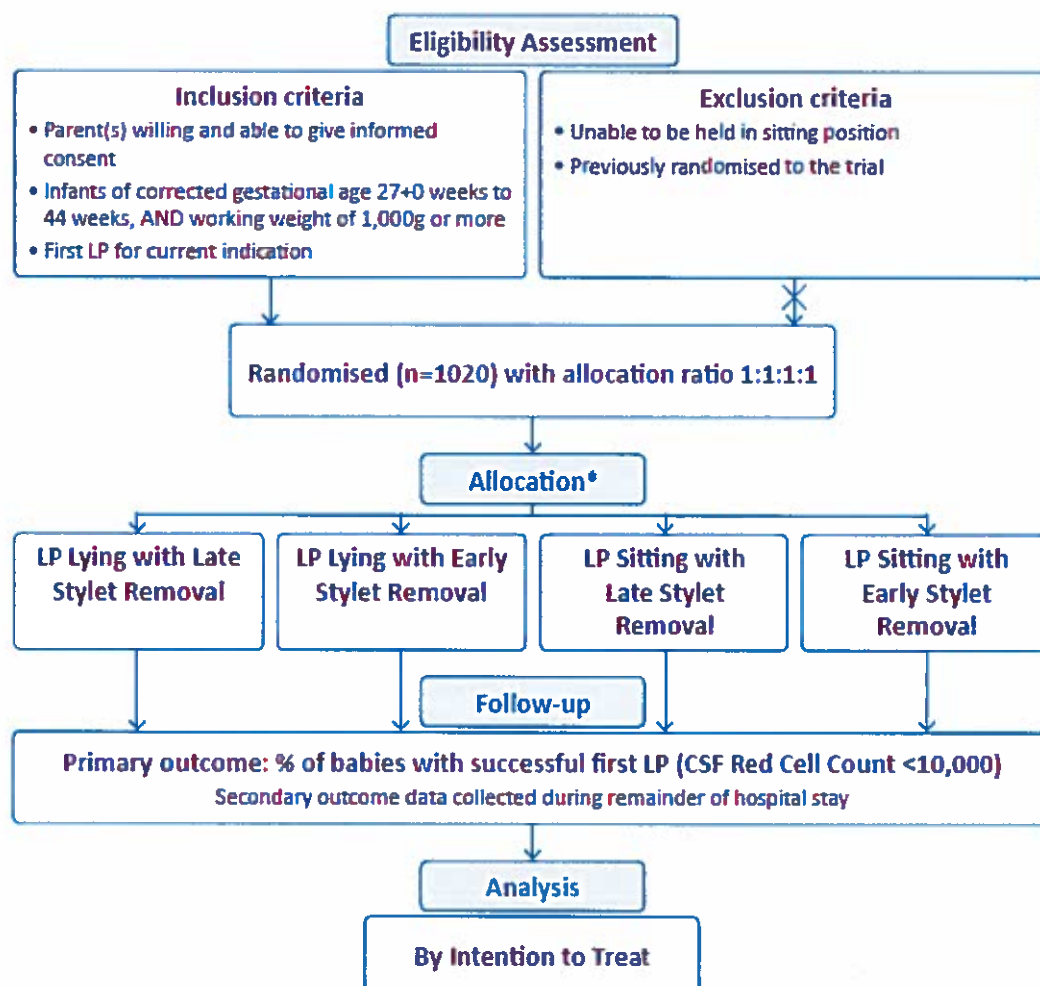 Eligibility Assessment
Inclusion criteria
• Parent(s) willing and able to give informed
consent
• Infants of corrected gestational age 27+0 weeks to
44 weeks, AND working weight of 1,000g or more
• First LP for current indication
Exclusion criteria
• Unable to be held in sitting position
• Previously randomised to the trial
Randomised (n=1020) with allocation ratio 1:1:1:1
Allocation*
LP Lying with Late
Stylet Removal
LP Lying with Early
Stylet Removal
LP Sitting with
Late Stylet
Removal
LP Sitting with
Early Stylet
Removal
Follow-up
Primary outcome: % of babies with successful first LP (CSF Red Cell Count <10,000)
Secondary outcome data collected during remainder of hospital stay
Analysis
By Intention to Treat